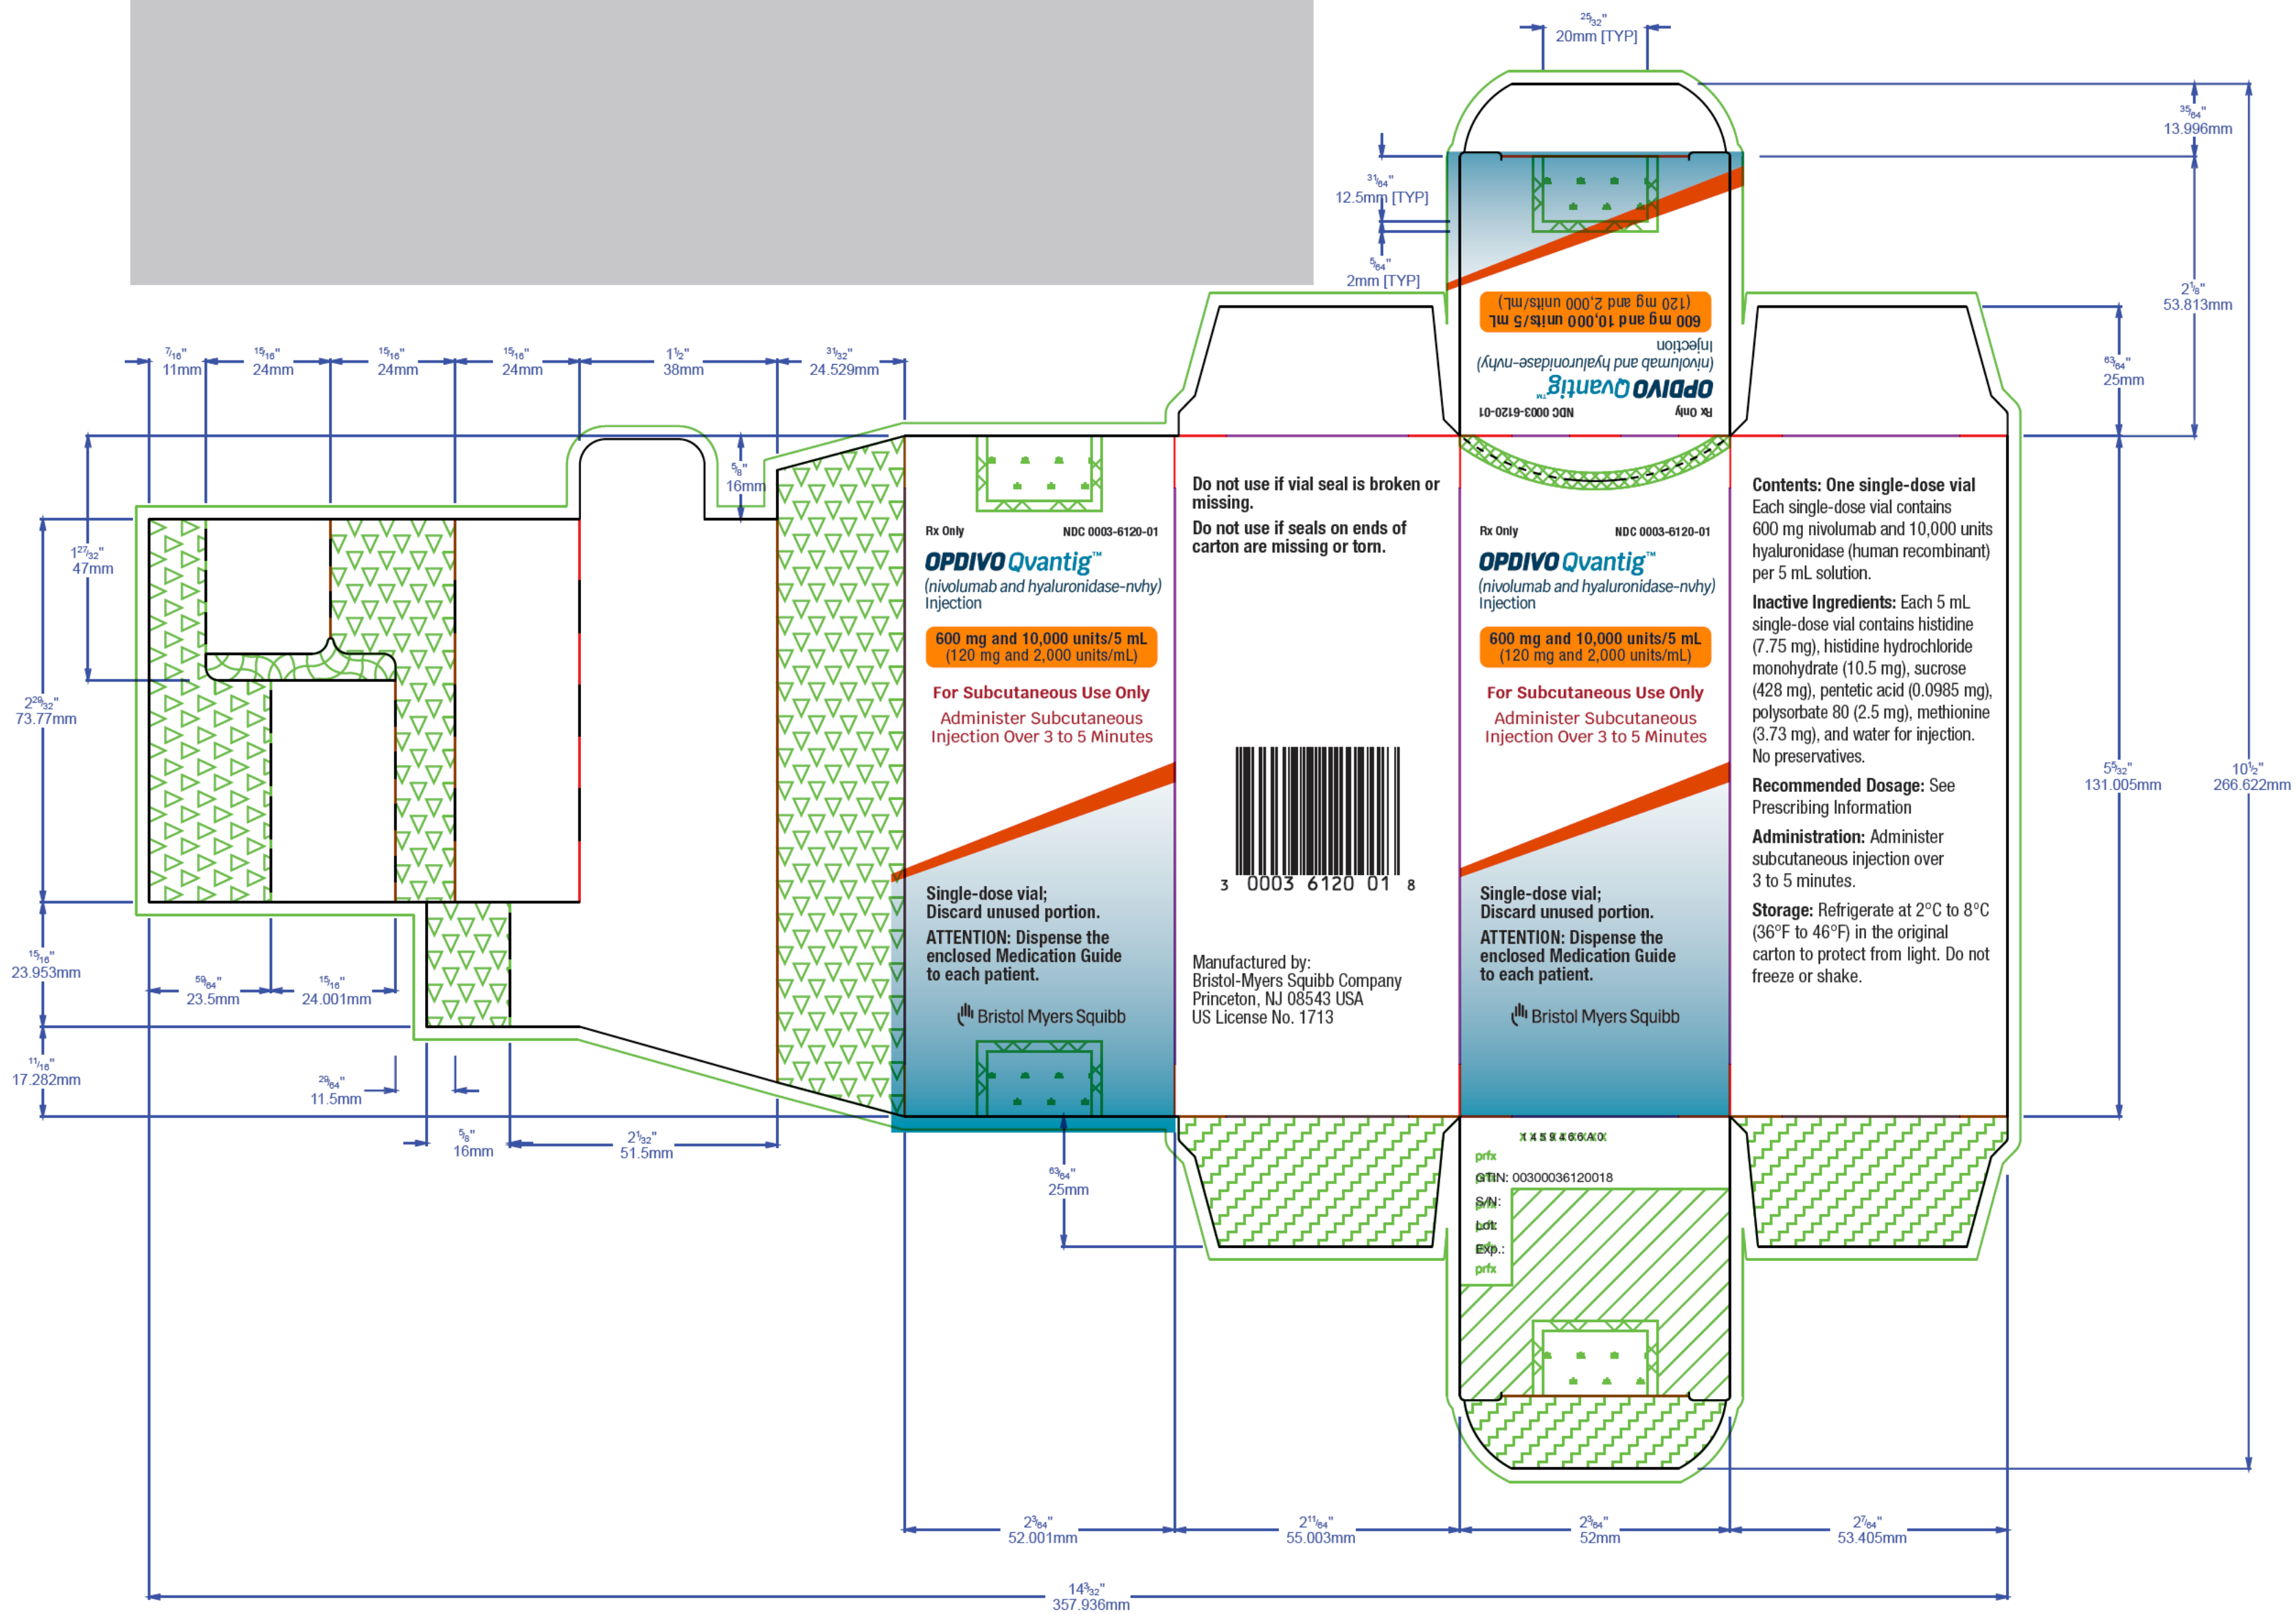 25/32"
20mm [TYP]
35/64"
13.996mm
31/64"
12.5mm [TYP]
5/64"
2mm [TYP]
2 1/8"
53.813mm
600 mg and 10,000 units/5 mL
(120 mg and 2,000 units/mL)
Injection
(nivolumab and hyaluronidase-nvhy)
OPDIVO Qvantig™
Rx Only NDC 0003-6120-01
63/64"
25mm
7/16"
11mm
15/16"
24mm
15/16"
24mm
15/16"
24mm
1 1/2"
38mm
31/32"
24.529mm
5/8"
16mm
1 27/32"
47mm
2 29/32"
73.77mm
15/16"
23.953mm
11/16"
17.282mm
59/64"
23.5mm
15/16"
24.001mm
29/64"
11.5mm
5/8"
16mm
2 1/32"
51.5mm
Rx Only NDC 0003-6120-01
OPDIVO Qvantig™
(nivolumab and hyaluronidase-nvhy)
Injection
600 mg and 10,000 units/5 mL
(120 mg and 2,000 units/mL)
For Subcutaneous Use Only
Administer Subcutaneous
Injection Over 3 to 5 Minutes
Single-dose vial;
Discard unused portion.
ATTENTION: Dispense the
enclosed Medication Guide
to each patient.
Bristol Myers Squibb
Do not use if vial seal is broken or
missing.
Do not use if seals on ends of
carton are missing or torn.
3 0003 6120 01 8
Manufactured by:
Bristol-Myers Squibb Company
Princeton, NJ 08543 USA
US License No. 1713
Rx Only NDC 0003-6120-01
OPDIVO Qvantig™
(nivolumab and hyaluronidase-nvhy)
Injection
600 mg and 10,000 units/5 mL
(120 mg and 2,000 units/mL)
For Subcutaneous Use Only
Administer Subcutaneous
Injection Over 3 to 5 Minutes
Single-dose vial;
Discard unused portion.
ATTENTION: Dispense the
enclosed Medication Guide
to each patient.
Bristol Myers Squibb
Contents: One single-dose vial
Each single-dose vial contains
600 mg nivolumab and 10,000 units
hyaluronidase (human recombinant)
per 5 mL solution.
Inactive Ingredients: Each 5 mL
single-dose vial contains histidine
(7.75 mg), histidine hydrochloride
monohydrate (10.5 mg), sucrose
(428 mg), pentetic acid (0.0985 mg),
polysorbate 80 (2.5 mg), methionine
(3.73 mg), and water for injection.
No preservatives.
Recommended Dosage: See
Prescribing Information
Administration: Administer
subcutaneous injection over
3 to 5 minutes.
Storage: Refrigerate at 2°C to 8°C
(36°F to 46°F) in the original
carton to protect from light. Do not
freeze or shake.
5 5/32"
131.005mm
10 1/2"
266.622mm
63/64"
25mm
prfx
GTIN: 00300036120018
S/N:
Lot:
Exp.:
prfx
2 3/64"
52.001mm
2 11/64"
55.003mm
2 3/64"
52mm
2 7/64"
53.405mm
14 3/32"
357.936mm